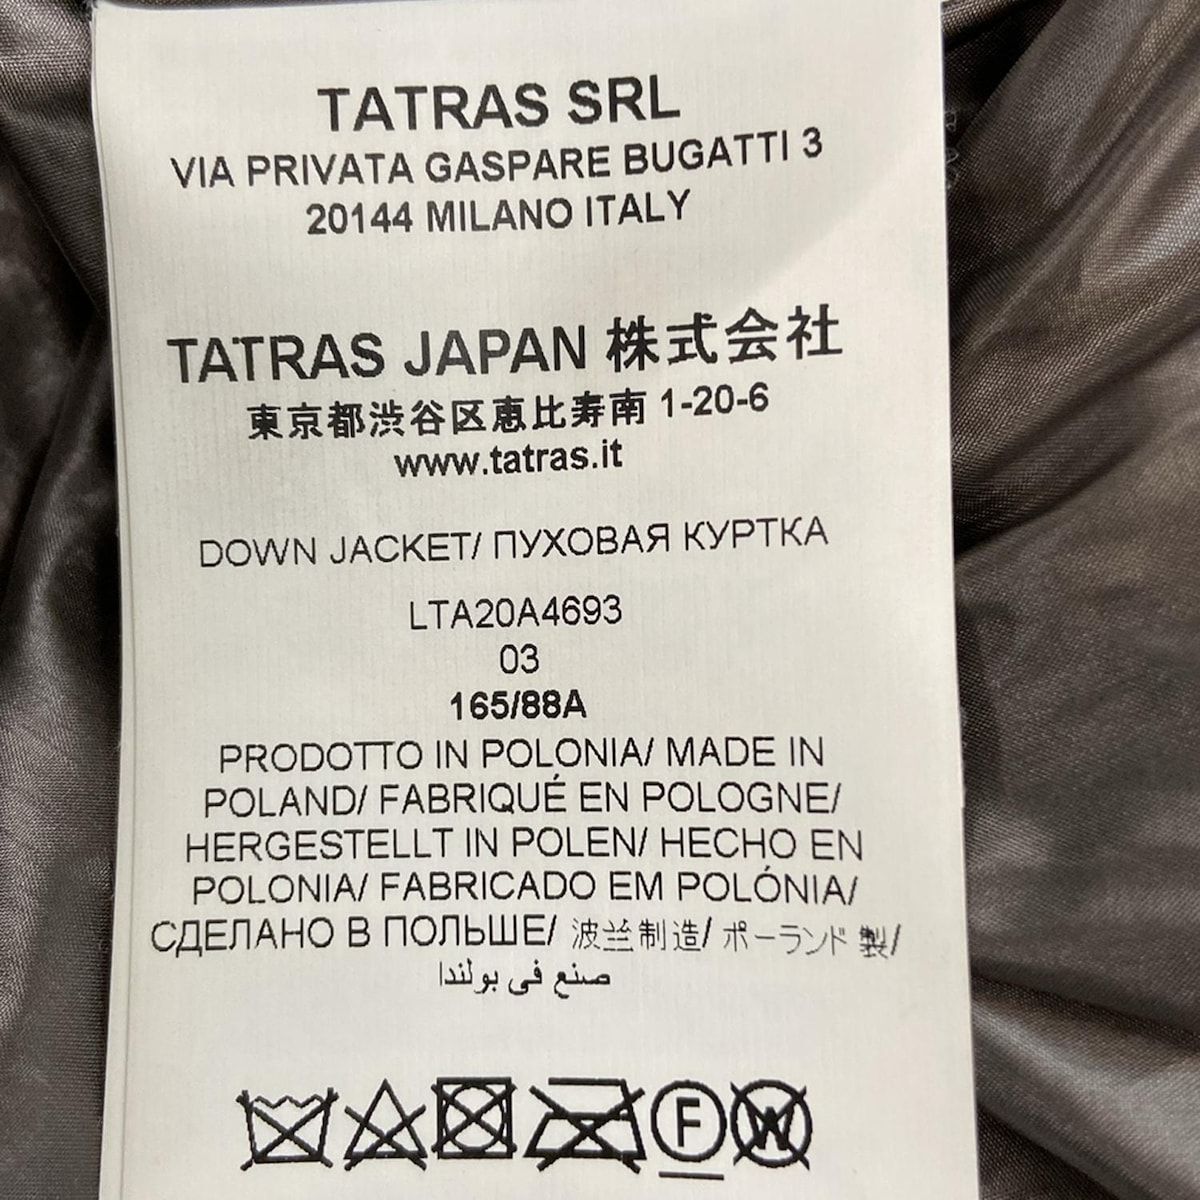 TATRAS SRL
VIA PRIVATA GASPARE BUGATTI 3
20144 MILANO ITALY
TATRAS JAPAN 株式会社
東京都渋谷区恵比寿南 1-20-6
www.tatras.it
DOWN JACKET/ ПУХОВАЯ КУРТКА
LTA20A4693
03
165/88A
PRODOTTO IN POLONIA/ MADE IN
POLAND/ FABRIQUÉ EN POLOGNE/
HERGESTELLT IN POLEN/ HECHO EN
POLONIA/ FABRICADO EM POLÓNIA/
СДЕЛАНО В ПОЛЬШЕ/ 波兰制造/ ポーランド 製/
صنع في بولندا
F W